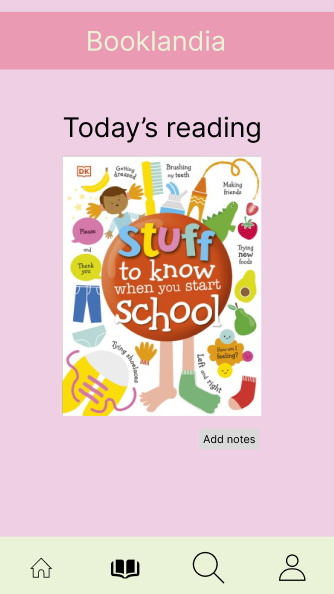 Booklandia
Today's reading
DK
Getting
dressed
Brushing
my teeth
Making
friends
Please
Thank
you
Trying
new
foods
Stuff
to know
when you start
school
How am I
feeling?
Tying shoelaces
Left and right
Add notes